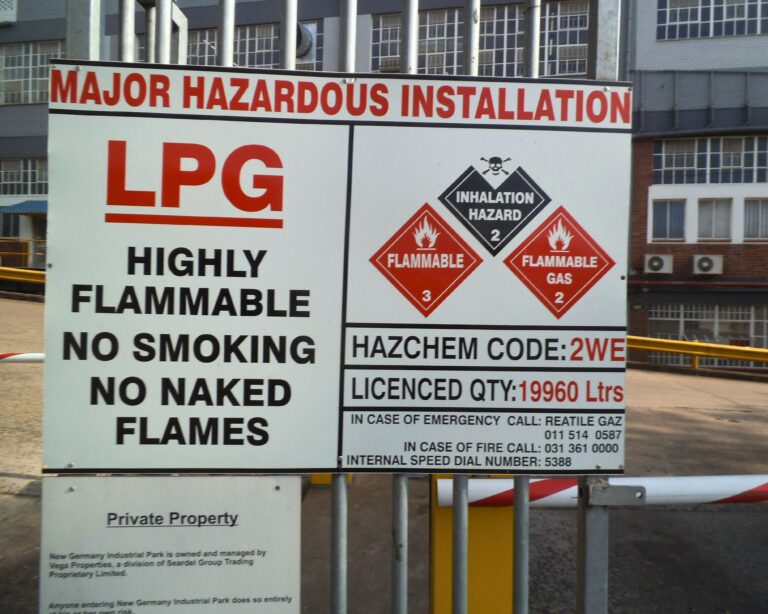 MAJOR HAZARDOUS INSTALLATION
LPG
HIGHLY
FLAMMABLE
NO SMOKING
NO NAKED
FLAMES
INHALATION
HAZARD
2
FLAMMABLE
3
FLAMMABLE
GAS
2
HAZCHEM CODE: 2WE
LICENCED QTY: 19960 Ltrs
IN CASE OF EMERGENCY CALL: REATILE GAZ
011 514 0587
IN CASE OF FIRE CALL: 031 361 0000
INTERNAL SPEED DIAL NUMBER: 5388
Private Property
New Germany Industrial Park is owned and managed by
Vega Properties, a division of Seardel Group Trading
Proprietary Limited.
Anyone entering New Germany Industrial Park does so entirely
own risk.